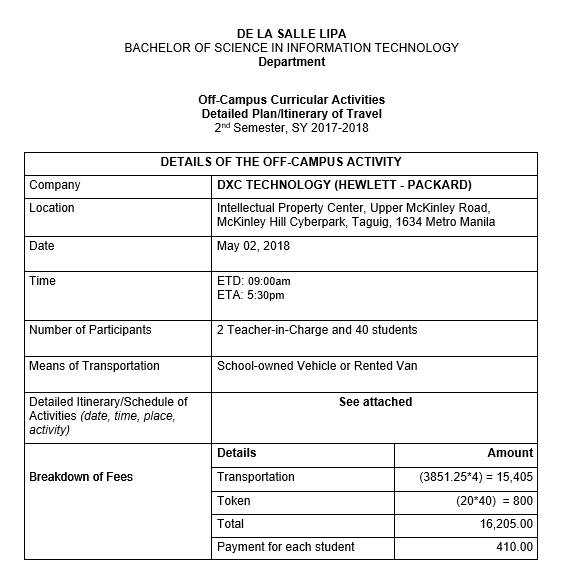 DE LA SALLE LIPA
BACHELOR OF SCIENCE IN INFORMATION TECHNOLOGY
Department
Off-Campus Curricular Activities
Detailed Plan/Itinerary of Travel
2nd Semester, SY 2017-2018
DETAILS OF THE OFF-CAMPUS ACTIVITY
Company DXC TECHNOLOGY (HEWLETT - PACKARD)
Location Intellectual Property Center, Upper McKinley Road,
McKinley Hill Cyberpark, Taguig, 1634 Metro Manila
Date May 02, 2018
Time ETD: 09:00am
ETA: 5:30pm
Number of Participants 2 Teacher-in-Charge and 40 students
Means of Transportation School-owned Vehicle or Rented Van
Detailed Itinerary/Schedule of See attached
Activities (date, time, place,
activity)
Details Amount
Breakdown of Fees Transportation (3851.25*4) = 15,405
Token (20*40) = 800
Total 16,205.00
Payment for each student 410.00